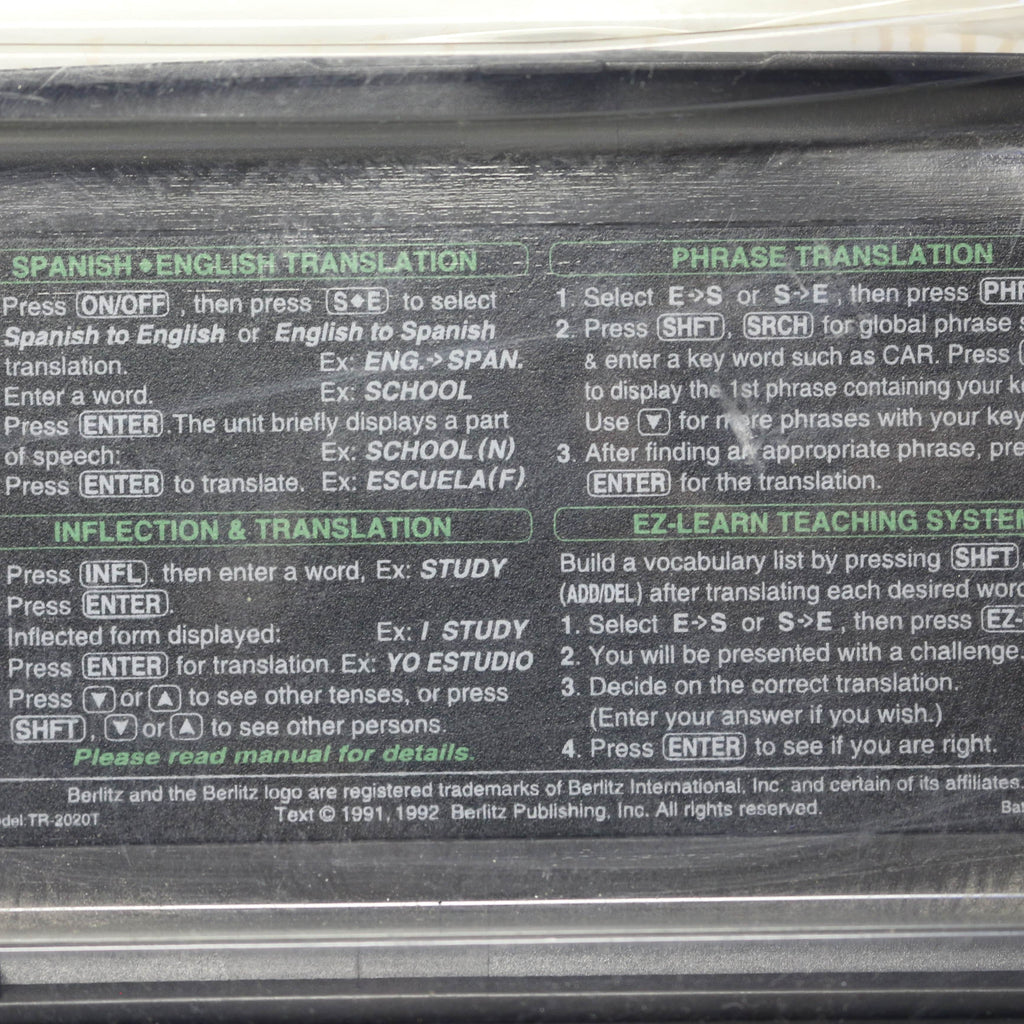 SPANISH ◆ ENGLISH TRANSLATION
Press ON/OFF , then press S◆E to select
Spanish to English or English to Spanish
translation. Ex: ENG. -> SPAN.
Enter a word. Ex: SCHOOL
Press ENTER. The unit briefly displays a part
of speech: Ex: SCHOOL (N)
Press ENTER to translate. Ex: ESCUELA(F)
INFLECTION & TRANSLATION
Press INFL, then enter a word, Ex: STUDY
Press ENTER.
Inflected form displayed: Ex: I STUDY
Press ENTER for translation. Ex: YO ESTUDIO
Press ▼ or ▲ to see other tenses, or press
SHFT, ▼ or ▲ to see other persons.
Please read manual for details.
PHRASE TRANSLATION
1. Select E->S or S->E , then press
2. Press SHFT, SRCH for global phrase
& enter a key word such as CAR. Press
to display the 1st phrase containing your
Use ▼ for more phrases with your key
3. After finding an appropriate phrase,
ENTER for the translation.
EZ-LEARN TEACHING
Build a vocabulary list by pressing SHFT,
(ADD/DEL) after translating each desired
1. Select E->S or S->E , then press
2. You will be presented with a challenge.
3. Decide on the correct translation.
(Enter your answer if you wish.)
4. Press ENTER to see if you are right.
Berlitz and the Berlitz logo are registered trademarks of Berlitz International, Inc. and certain of its affiliates.
TR-2020T Text © 1991, 1992 Berlitz Publishing, Inc. All rights reserved.